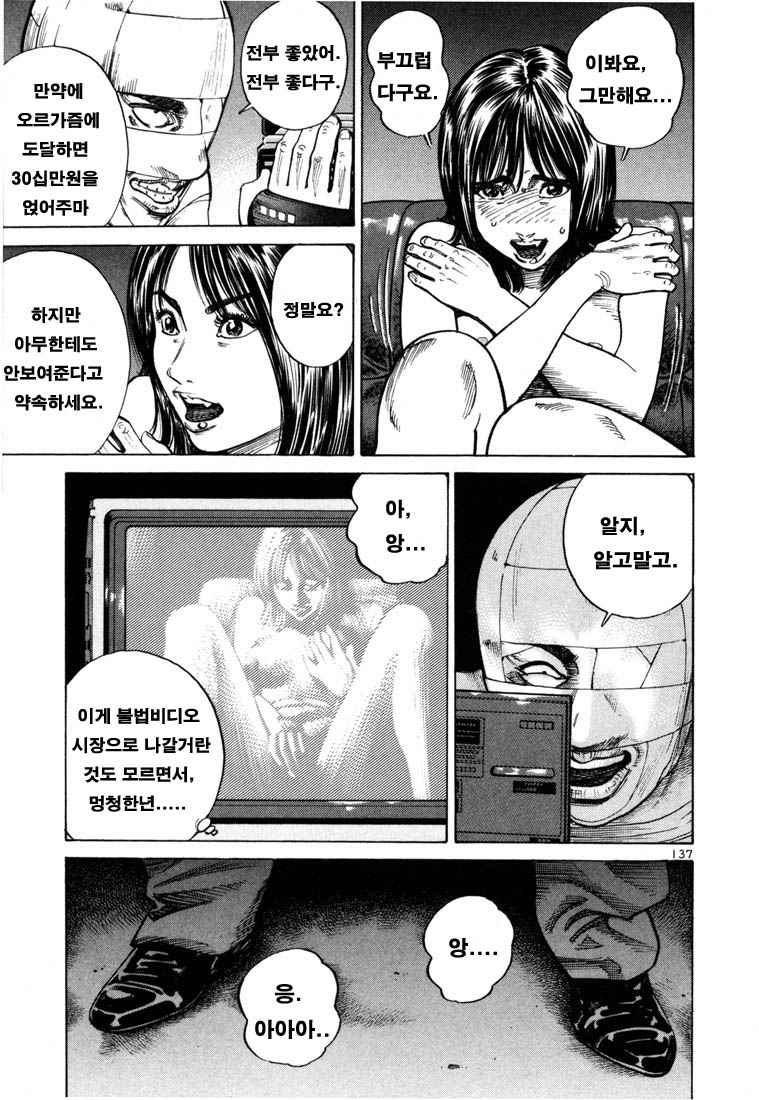 이봐요,
그만해요...
부끄럽
다구요.
전부 좋았어.
전부 좋다구.
만약에
오르가즘에
도달하면
30십만원을
얹어주마
정말요?
하지만
아무한테도
안보여준다고
약속하세요.
알지,
알고말고.
아,
앙...
이게 불법비디오
시장으로 나갈거란
것도 모르면서,
멍청한년.....
137
앙....
응.
아아아..